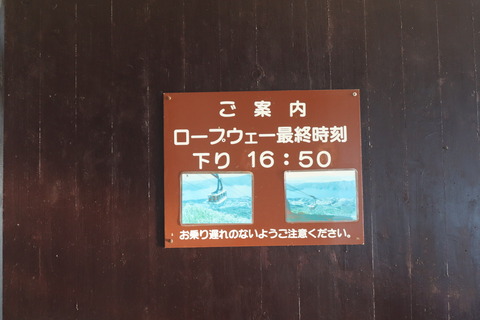 ご案内
ロープウェー最終時刻
下り 16：50
お乗り遅れのないようご注意ください。